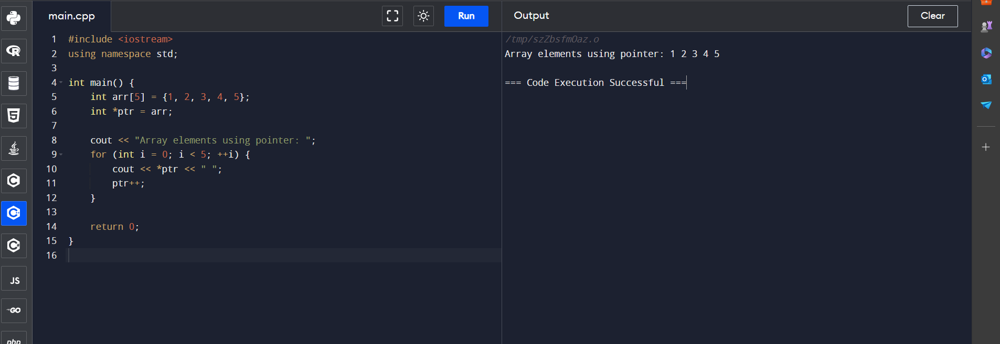 main.cpp
Run
Output
Clear
1 #include <iostream>
2 using namespace std;
3
4 int main() {
5     int arr[5] = {1, 2, 3, 4, 5};
6     int *ptr = arr;
7
8     cout << "Array elements using pointer: ";
9     for (int i = 0; i < 5; ++i) {
10         cout << *ptr << " ";
11         ptr++;
12     }
13
14     return 0;
15 }
16
/tmp/szZbsfmOaz.o
Array elements using pointer: 1 2 3 4 5
=== Code Execution Successful ===
R
5
C
C++
C#
JS
GO
php